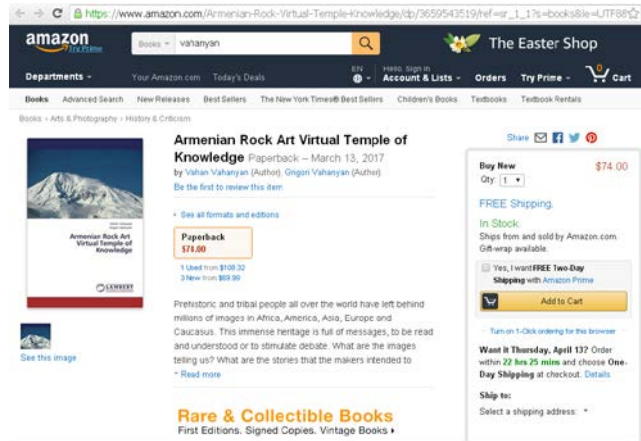 https://www.amazon.com/Armenian-Rock-Virtual-Temple-Knowledge/dp/3659543519/ref=sr_1_1?s=books&ie=UTF8&
amazon
Try Prime
Books
vahanyan
The Easter Shop
Departments
Your Amazon.com Today's Deals
EN
Hello. Sign in
Account & Lists
Orders
Try Prime
0
Cart
Books Advanced Search New Releases Best Sellers The New York Times® Best Sellers Children's Books Textbooks Textbook Rentals
Books › Arts & Photography › History & Criticism
Armenian Rock Art
Virtual Temple of
Knowledge
LAMBERT
See this image
Armenian Rock Art Virtual Temple of
Knowledge Paperback – March 13, 2017
by Vahan Vahanyan (Author), Grigori Vahanyan (Author)
Be the first to review this item
See all formats and editions
Paperback
1 Used from $108.32
3 New from $69.99
Prehistoric and tribal people all over the world have left behind
millions of images in Africa, America, Asia, Europe and
Caucasus. This immense heritage is full of messages, to be read
and understood or to stimulate debate. What are the images
telling us? What are the stories that the makers intended to
Read more
Rare & Collectible Books
First Editions. Signed Copies. Vintage Books
Share
Buy New $74.00
Qty: 1
FREE Shipping.
In Stock.
Ships from and sold by Amazon.com.
Gift-wrap available.
Yes, I want FREE Two-Day
Shipping with Amazon Prime
Add to Cart
Turn on 1-Click ordering for this browser
Want it Thursday, April 13? Order
within 22 hrs 25 mins and choose One-
Day Shipping at checkout. Details
Ship to:
Select a shipping address: